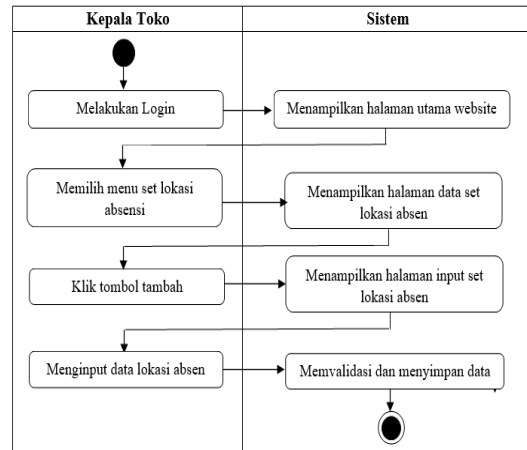 Kepala Toko
Sistem
Melakukan Login
Menampilkan halaman utama website
Memilih menu set lokasi
absensi
Menampilkan halaman data set
lokasi absen
Klik tombol tambah
Menampilkan halaman input set
lokasi absen
Menginput data lokasi absen
Memvalidasi dan menyimpan data